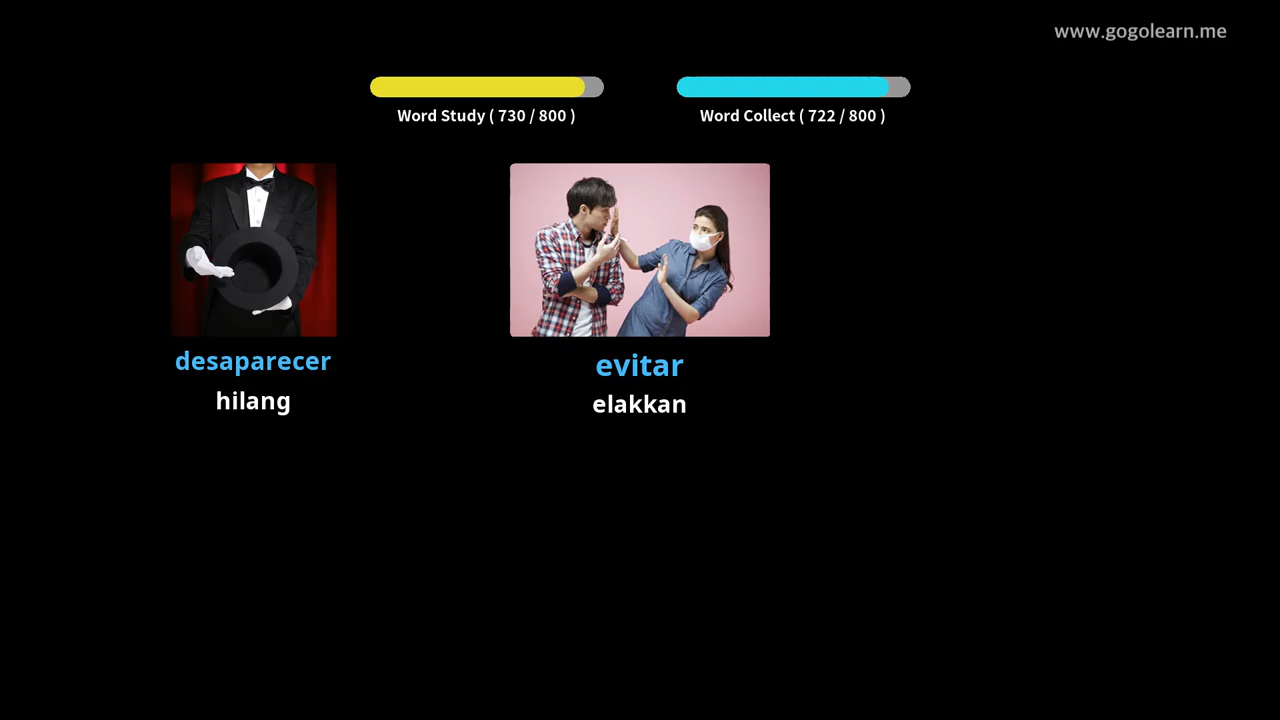 www.gogolearn.me
Word Study ( 730 / 800 )
Word Collect ( 722 / 800 )
desaparecer
hilang
evitar
elakkan